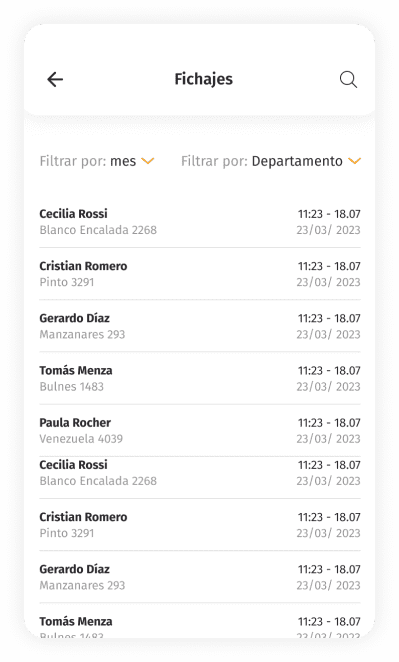 Fichajes
Filtrar por: mes Filtrar por: Departamento
Cecilia Rossi 11:23 - 18.07
Blanco Encalada 2268 23/03/ 2023
Cristian Romero 11:23 - 18.07
Pinto 3291 23/03/ 2023
Gerardo Díaz 11:23 - 18.07
Manzanares 293 23/03/ 2023
Tomás Menza 11:23 - 18.07
Bulnes 1483 23/03/ 2023
Paula Rocher 11:23 - 18.07
Venezuela 4039 23/03/ 2023
Cecilia Rossi 11:23 - 18.07
Blanco Encalada 2268 23/03/ 2023
Cristian Romero 11:23 - 18.07
Pinto 3291 23/03/ 2023
Gerardo Díaz 11:23 - 18.07
Manzanares 293 23/03/ 2023
Tomás Menza 11:23 - 18.07
Bulnes 1483 23/03/ 2023